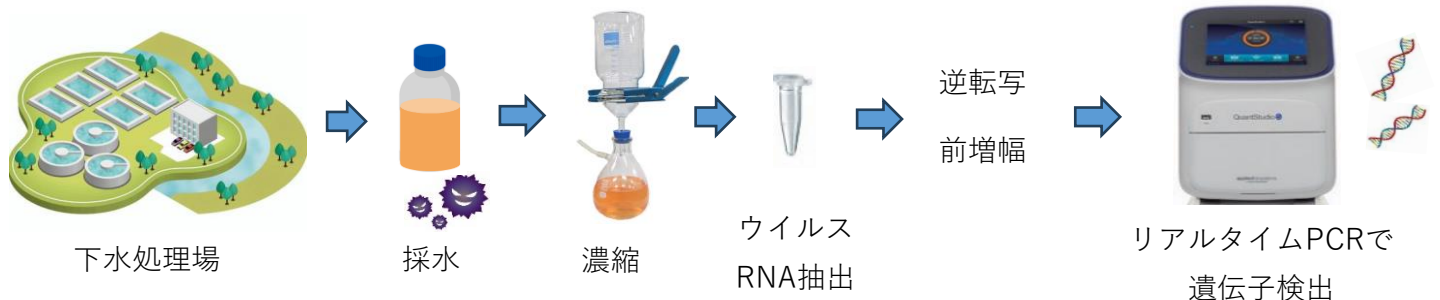 下水処理場
採水
濃縮
ウイルス
RNA抽出
逆転写
前増幅
QuantStudio 5
リアルタイムPCRで
遺伝子検出